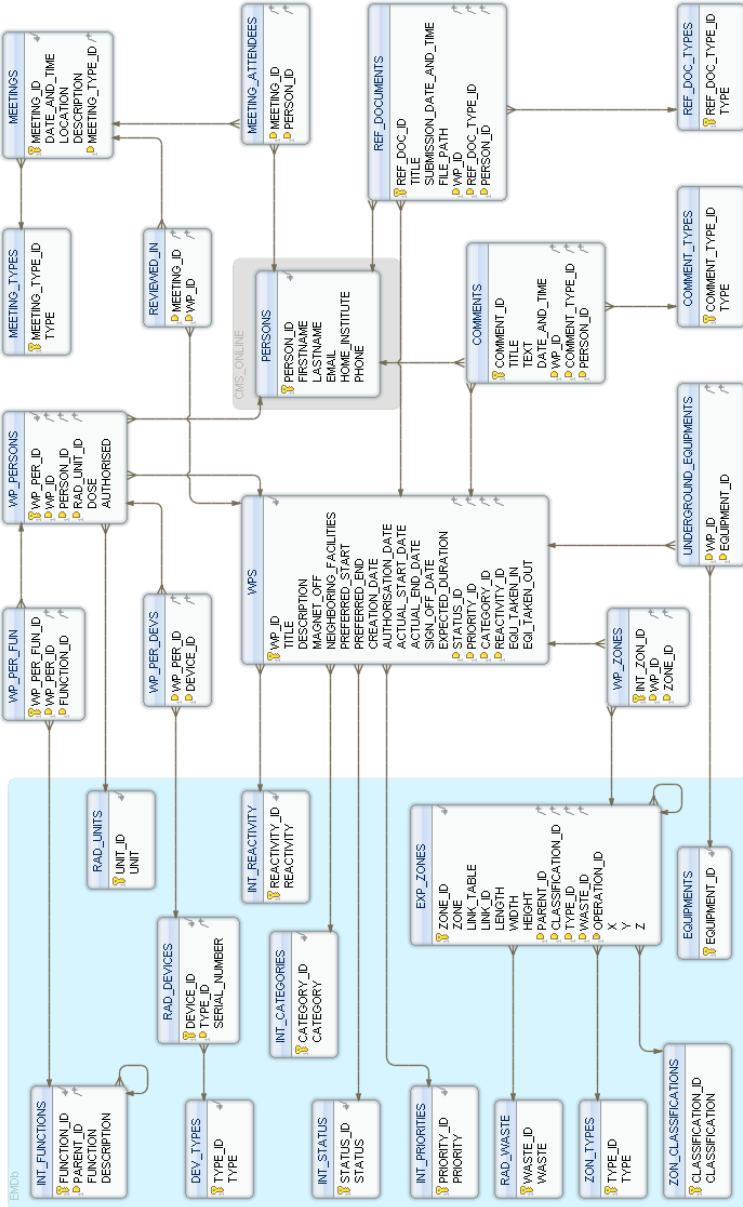 EMDb
INT_FUNCTIONS
FUNCTION_ID
PARENT_ID
FUNCTION
DESCRIPTION
WP_PER_FUN
WP_PER_FUN_ID
WP_PER_ID
FUNCTION_ID
WP_PERSONS
WP_PER_ID
WP_ID
PERSON_ID
RAD_UNIT_ID
DOSE
AUTHORISED
MEETING_TYPES
MEETING_TYPE_ID
TYPE
MEETINGS
MEETING_ID
DATE_AND_TIME
LOCATION
DESCRIPTION
MEETING_TYPE_ID
RAD_UNITS
UNIT_ID
UNIT
RAD_DEVICES
DEVICE_ID
TYPE_ID
SERIAL_NUMBER
WP_PER_DEVS
WP_PER_ID
DEVICE_ID
REVIEWED_IN
MEETING_ID
WP_ID
DEV_TYPES
TYPE_ID
TYPE
INT_REACTIVITY
REACTIVITY_ID
REACTIVITY
WPS
WP_ID
TITLE
DESCRIPTION
MAGNET_OFF
NEIGHBORING_FACILITIES
PREFERRED_START
PREFERRED_END
CREATION_DATE
AUTHORISATION_DATE
ACTUAL_START_DATE
ACTUAL_END_DATE
SIGN_OFF_DATE
EXPECTED_DURATION
STATUS_ID
PRIORITY_ID
CATEGORY_ID
REACTIVITY_ID
EQU_TAKEN_IN
EQI_TAKEN_OUT
CMS_ONLINE
PERSONS
PERSON_ID
FIRSTNAME
LASTNAME
EMAIL
HOME_INSTITUTE
PHONE
MEETING_ATTENDEES
MEETING_ID
PERSON_ID
INT_CATEGORIES
CATEGORY_ID
CATEGORY
INT_STATUS
STATUS_ID
STATUS
REF_DOCUMENTS
REF_DOC_ID
TITLE
SUBMISSION_DATE_AND_TIME
FILE_PATH
WP_ID
REF_DOC_TYPE_ID
PERSON_ID
INT_PRIORITIES
PRIORITY_ID
PRIORITY
EXP_ZONES
ZONE_ID
ZONE
LINK_TABLE
LINK_ID
LENGTH
WIDTH
HEIGHT
PARENT_ID
CLASSIFICATION_ID
TYPE_ID
WASTE_ID
OPERATION_ID
X
Y
Z
COMMENTS
COMMENT_ID
TITLE
TEXT
DATE_AND_TIME
WP_ID
COMMENT_TYPE_ID
PERSON_ID
RAD_WASTE
WASTE_ID
WASTE
ZON_TYPES
TYPE_ID
TYPE
WP_ZONES
INT_ZON_ID
WP_ID
ZONE_ID
ZON_CLASSIFICATIONS
CLASSIFICATION_ID
CLASSIFICATION
EQUIPMENTS
EQUIPMENT_ID
UNDERGROUND_EQUIPMENTS
WP_ID
EQUIPMENT_ID
COMMENT_TYPES
COMMENT_TYPE_ID
TYPE
REF_DOC_TYPES
REF_DOC_TYPE_ID
TYPE